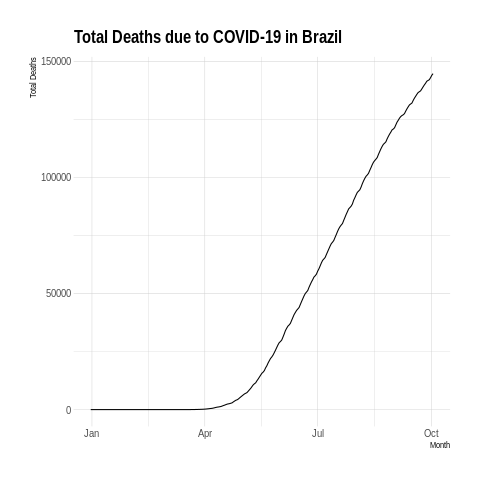 Total Deaths due to COVID-19 in Brazil
Total Deaths
150000
100000
50000
0
Jan Apr Jul Oct
Month